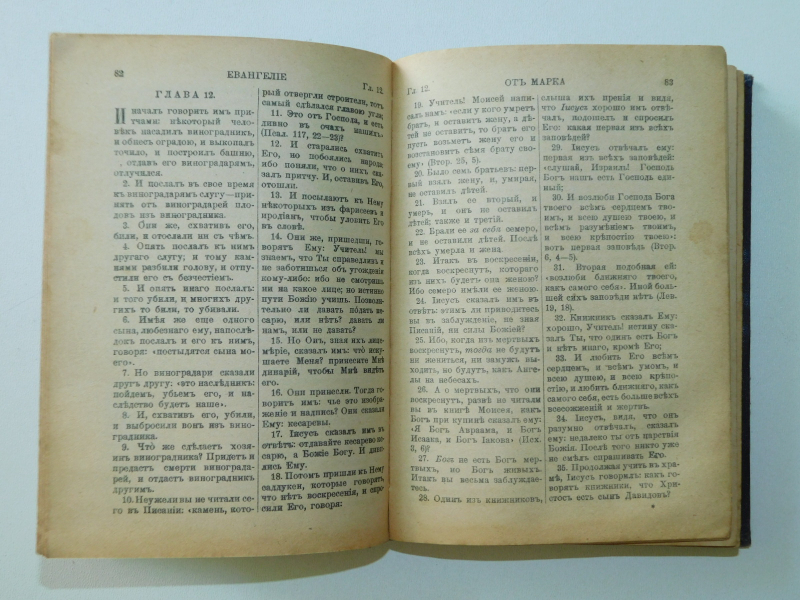 82
ЕВАНГЕЛІЕ
Гл. 12.
ГЛАВА 12.
И началъ говорить имъ при-
тчами: нѣкоторый чело-
вѣкъ насадилъ виноградникъ,
и обнесъ оградою, и выкопалъ
точило, и построилъ башню,
отдавъ его виноградарямъ,
отлучился.
2. И послалъ въ свое время
къ виноградарямъ слугу—при-
нять отъ виноградарей пло-
довъ изъ виноградника.
3. Они же, схвативъ его,
били, и отослали ни съ чѣмъ.
4. Опять послалъ къ нимъ
другаго слугу; и тому кам-
нями разбили голову, и отпу-
стили его съ безчестіемъ.
5. И опять инаго послалъ:
и того убили, и многихъ дру-
гихъ то били, то убивали.
6. Имѣя же еще одного
сына, любезнаго ему, напослѣ-
докъ послалъ и его къ нимъ,
говоря: «постыдятся сына мо-
его».
7. Но виноградари сказали
другъ другу: «это наслѣдникъ:
пойдемъ, убьемъ его, и на-
слѣдство будетъ наше».
8. И, схвативъ его, убили,
и выбросили вонъ изъ вино-
градника.
9. Что̀ же сдѣлаетъ хозя-
инъ виноградника? Придетъ и
предастъ смерти винограда-
рей, и отдастъ виноградникъ
другимъ.
10. Неужели вы не читали се-
го въ Писаніи: «камень, кото-
рый отвергли строители, тотъ
самый сдѣлался главою угла;
11. Это отъ Господа, и есть
дивно въ очахъ нашихъ»
(Псал. 117, 22—23)?
12. И старались схватить
Его, но побоялись народа,
ибо поняли, что о нихъ ска-
залъ притчу. И, оставивъ Его,
отошли.
13. И посылаютъ къ Нему
нѣкоторыхъ изъ фарисеевъ и
иродіанъ, чтобы уловить Его
въ словѣ.
14. Они же, пришедши, го-
ворятъ Ему: Учитель! мы
знаемъ, что Ты справедливъ и
не заботишься объ угожденіи
кому-либо: ибо не смотришь
ни на какое лице; но истинно
пути Божію учишь. Позволи-
тельно ли давать по̀дать ке-
сарю, или нѣтъ? давать ли
намъ, или не давать?
15. Но Онъ, зная ихъ лице-
мѣріе, сказалъ имъ: что̀ иску-
шаете Меня? принесите Мнѣ
динарій, чтобы Мнѣ видѣть
его.
16. Они принесли. Тогда го-
воритъ имъ: чье это изобра-
женіе и надпись? Они сказали
Ему: кесаревы.
17. Іисусъ сказалъ имъ въ
отвѣтъ: отдавайте кесарево ке-
сарю, а Божіе Богу. И диви-
лись Ему.
18. Потомъ пришли къ Нему
саддукеи, которые говорятъ,
что нѣтъ воскресенія, и спро-
сили Его, говоря:
Гл. 12.
ОТЪ МАРКА
83
19. Учитель! Моисей напи-
салъ намъ: «если у кого умретъ
братъ, и оставитъ жену, а дѣ-
тей не оставитъ, то братъ его
пусть возьметъ жену его и
возстановитъ сѣмя брату сво-
ему» (Втор. 25, 5).
20. Было семь братьевъ: пер-
вый взялъ жену, и, умирая,
не оставилъ дѣтей.
21. Взялъ ее вторый, и
умеръ, и онъ не оставилъ
дѣтей; также и третій.
22. Брали ее за себя семеро,
и не оставили дѣтей. Послѣ
всѣхъ умерла и жена.
23. Итакъ въ воскресеніи,
когда воскреснутъ, котораго
изъ нихъ будетъ она женою?
Ибо семеро имѣли ее женою.
24. Іисусъ сказалъ имъ въ
отвѣтъ: этимъ ли приводитесь
вы въ заблужденіе, не зная
Писаній, ни силы Божіей?
25. Ибо, когда изъ мертвыхъ
воскреснутъ, тогда не будутъ
ни жениться, ни замужъ вы-
ходить, но будутъ, какъ Анге-
лы на небесахъ.
26. А о мертвыхъ, что они
воскреснутъ, развѣ не читали
вы въ книгѣ Моисея, какъ
Богъ при купинѣ сказалъ ему:
«Я Богъ Авраама, и Богъ
Исаака, и Богъ Іакова» (Исх.
3, 6)?
27. Богъ не есть Богъ мер-
твыхъ, но Богъ живыхъ.
Итакъ вы весьма заблуждае-
тесь.
28. Одинъ изъ книжниковъ,
слыша ихъ пренія и видя,
что Іисусъ хорошо имъ отвѣ-
чалъ, подошелъ и спросилъ
Его: какая первая изъ всѣхъ
заповѣдей?
29. Іисусъ отвѣчалъ ему:
первая изъ всѣхъ заповѣдей:
«слушай, Израиль! Господь
Богъ нашъ есть Господь еди-
ный;
30. И возлюби Господа Бога
твоего всѣмъ сердцемъ тво-
имъ, и всею душею твоею, и
всѣмъ разумѣніемъ твоимъ,
и всею крѣпостію твоею»:
вотъ первая заповѣдь (Втор.
6, 4—5).
31. Вторая подобная ей:
«возлюби ближняго твоего,
какъ самого себя». Иной боль-
шей сихъ заповѣди нѣтъ (Лев.
19, 18).
32. Книжникъ сказалъ Ему:
хорошо, Учитель! истину ска-
залъ Ты, что одинъ есть Богъ
и нѣтъ инаго, кромѣ Его;
33. И любить Его всѣмъ
сердцемъ, и всѣмъ умомъ, и
всею душею, и всею крѣпо-
стію, и любить ближняго, какъ
самого себя, есть больше всѣхъ
всесожженій и жертвъ.
34. Іисусъ, видя, что онъ
разумно отвѣчалъ, сказалъ
ему: недалеко ты отъ царствія
Божія. Послѣ того никто уже
не смѣлъ спрашивать Его.
35. Продолжая учить въ хра-
мѣ, Іисусъ говорилъ: какъ го-
ворятъ книжники, что Хри-
стосъ есть сынъ Давидовъ?